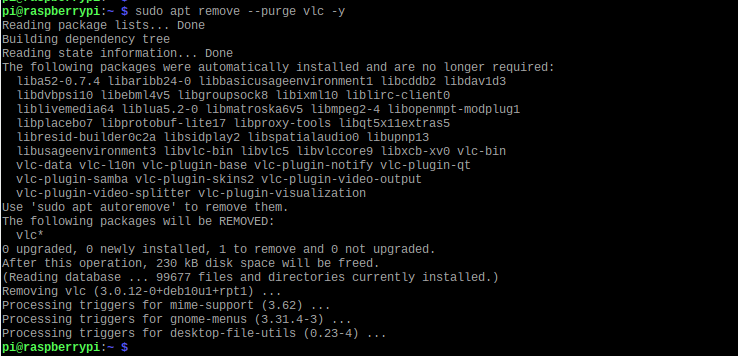 pi@raspberrypi:~ $ sudo apt remove --purge vlc -y
Reading package lists... Done
Building dependency tree
Reading state information... Done
The following packages were automatically installed and are no longer required:
  liba52-0.7.4 libaribb24-0 libbasicusageenvironment1 libcddb2 libdav1d3
  libdvbpsi10 libebml4v5 libgroupsock8 libixml10 liblirc-client0
  liblivemedia64 liblua5.2-0 libmatroska6v5 libmpeg2-4 libopenmpt-modplug1
  libplacebo7 libprotobuf-lite17 libproxy-tools libqt5x11extras5
  libresid-builder0c2a libsidplay2 libspatialaudio0 libupnp13
  libusageenvironment3 libvlc-bin libvlc5 libvlccore9 libxcb-xv0 vlc-bin
  vlc-data vlc-l10n vlc-plugin-base vlc-plugin-notify vlc-plugin-qt
  vlc-plugin-samba vlc-plugin-skins2 vlc-plugin-video-output
  vlc-plugin-video-splitter vlc-plugin-visualization
Use 'sudo apt autoremove' to remove them.
The following packages will be REMOVED:
  vlc*
0 upgraded, 0 newly installed, 1 to remove and 0 not upgraded.
After this operation, 230 kB disk space will be freed.
(Reading database ... 99677 files and directories currently installed.)
Removing vlc (3.0.12-0+deb10u1+rpt1) ...
Processing triggers for mime-support (3.62) ...
Processing triggers for gnome-menus (3.31.4-3) ...
Processing triggers for desktop-file-utils (0.23-4) ...
pi@raspberrypi:~ $